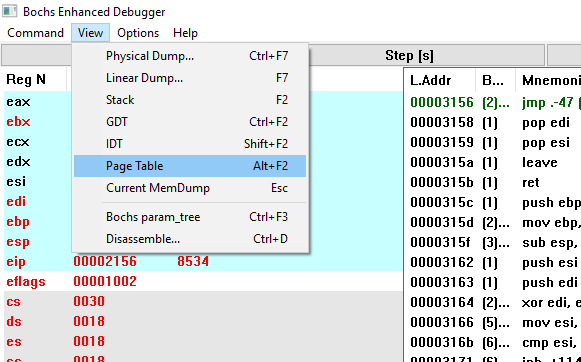 Bochs Enhanced Debugger
Command View Options Help
Step [s]
Physical Dump... Ctrl+F7
Linear Dump... F7
Stack F2
GDT Ctrl+F2
IDT Shift+F2
Page Table Alt+F2
Current MemDump Esc
Bochs param_tree Ctrl+F3
Disassemble... Ctrl+D
Reg N
eax
ebx
ecx
edx
esi
edi
ebp
esp
eip 00002156 8534
eflags 00001002
cs 0030
ds 0018
es 0018
ss 0018
L.Addr B... Mnemoni
00003156 (2)... jmp .-47 (
00003158 (1) pop edi
00003159 (1) pop esi
0000315a (1) leave
0000315b (1) ret
0000315c (1) push ebp
0000315d (2)... mov ebp,
0000315f (3)... sub esp,
00003162 (1) push esi
00003163 (1) push edi
00003164 (2)... xor edi,
00003166 (5)... mov esi,
0000316b (6)... cmp esi,